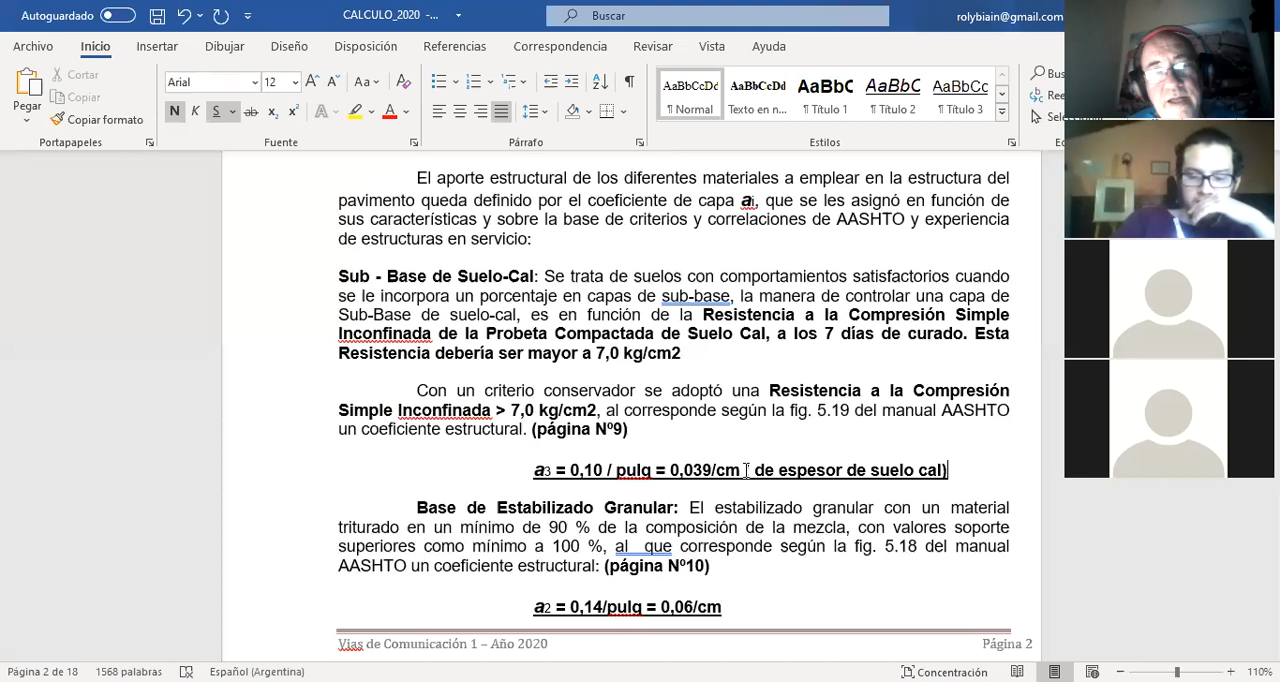 Autoguardado
CALCULO_2020 -...
Buscar
rolybiain@gmail.com
Archivo Inicio Insertar Dibujar Diseño Disposición Referencias Correspondencia Revisar Vista Ayuda
Pegar
Cortar
Copiar
Copiar formato
Portapapeles
Arial 12
Fuente
Párrafo
AaBbCcDd AaBbCcDd AaBbC AaBbC AaBbCc
¶ Normal Texto en n... ¶ Título 1 ¶ Título 2 ¶ Título 3
Estilos
El aporte estructural de los diferentes materiales a emplear en la estructura del
pavimento queda definido por el coeficiente de capa ai, que se les asignó en función de
sus características y sobre la base de criterios y correlaciones de AASHTO y experiencia
de estructuras en servicio:
Sub - Base de Suelo-Cal: Se trata de suelos con comportamientos satisfactorios cuando
se le incorpora un porcentaje en capas de sub-base, la manera de controlar una capa de
Sub-Base de suelo-cal, es en función de la Resistencia a la Compresión Simple
Inconfinada de la Probeta Compactada de Suelo Cal, a los 7 días de curado. Esta
Resistencia debería ser mayor a 7,0 kg/cm2
Con un criterio conservador se adoptó una Resistencia a la Compresión
Simple Inconfinada > 7,0 kg/cm2, al corresponde según la fig. 5.19 del manual AASHTO
un coeficiente estructural. (página Nº9)
a3 = 0,10 / pulg = 0,039/cm de espesor de suelo cal)
Base de Estabilizado Granular: El estabilizado granular con un material
triturado en un mínimo de 90 % de la composición de la mezcla, con valores soporte
superiores como mínimo a 100 %, al que corresponde según la fig. 5.18 del manual
AASHTO un coeficiente estructural: (página Nº10)
a2 = 0,14/pulg = 0,06/cm
Vias de Comunicación 1 – Año 2020 Página 2
Página 2 de 18 1568 palabras Español (Argentina) Concentración 110%